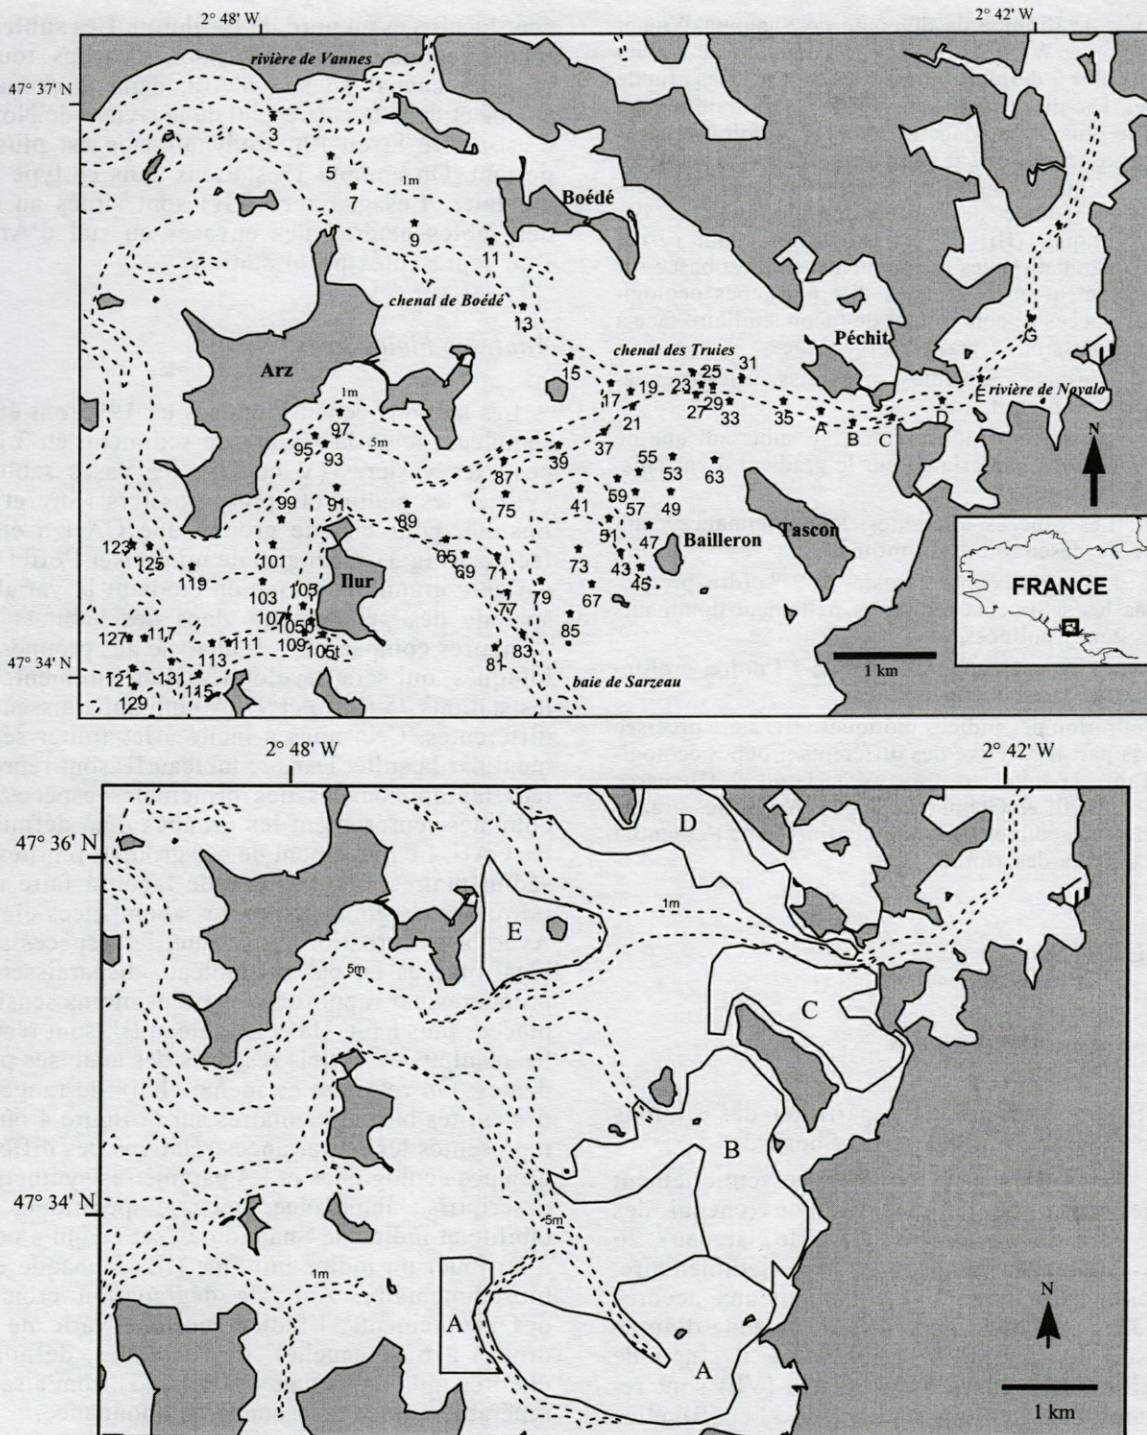 2° 48' W
2° 42' W
rivière de Vannes
47° 37' N
3
5
1m
7
Boédé
9
11
chenal de Boédé
13
chenal des Truies
Péchit
15
31
25
Arz
19
23
17
rivière de Noyalo
G
E
D
1m
27
29
33
35
A
B
C
21
97
5m
95
93
37
39
N
87
55
53
63
99
91
89
75
41
59
57
49
51
47
Bailleron
Tascon
123
125
101
65
69
71
73
43
45
119
Ilur
FRANCE
103
105
79
67
77
107
105b
85
127
117
109
105t
111
83
81
47° 34' N
113
121
131
115
129
baie de Sarzeau
1 km
2° 48' W
2° 42' W
47° 36' N
D
1m
E
5m
C
B
47° 34' N
5m
1m
A
A
N
1 km